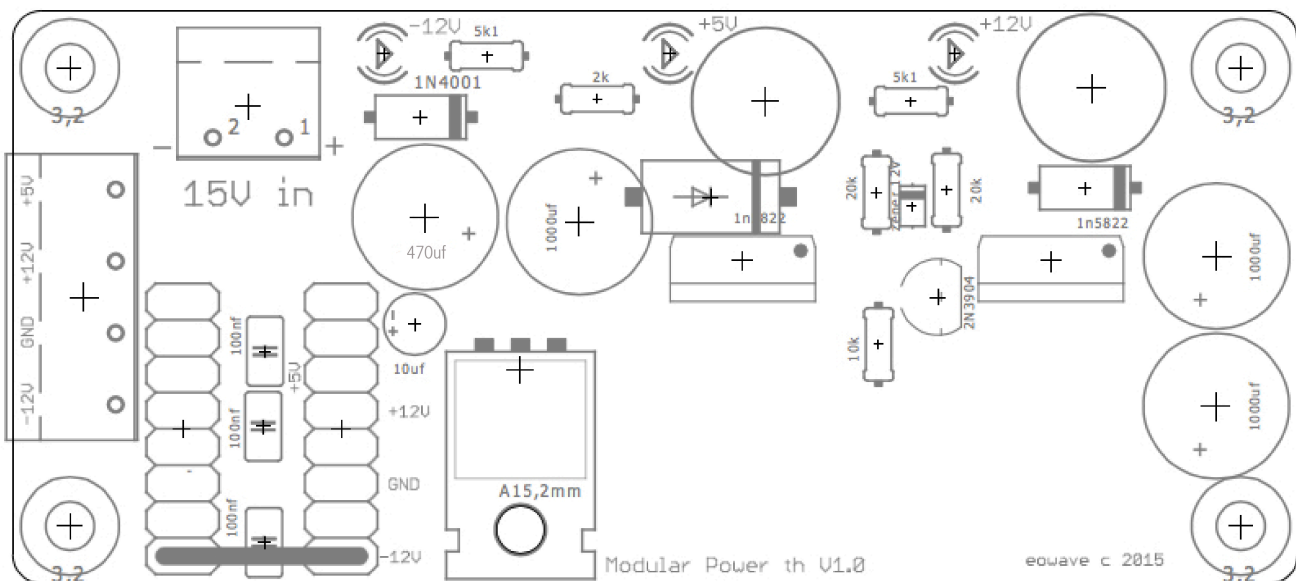 -12V
+5V
+12V
5k1
2k
5k1
1N4001
3,2
3,2
2
1
-
+
15V in
+5V
+12V
GND
-12V
470uf
+
+
1000uf
1n5822
20k
zener 12V
20k
1n5822
1000uf
+
2N3904
10k
1000uf
+
100nf
+5V
100nf
100nf
-
+
10uf
+12V
GND
-12V
A15,2mm
Modular Power th V1.0
eowave c 2015
3,2
3,2